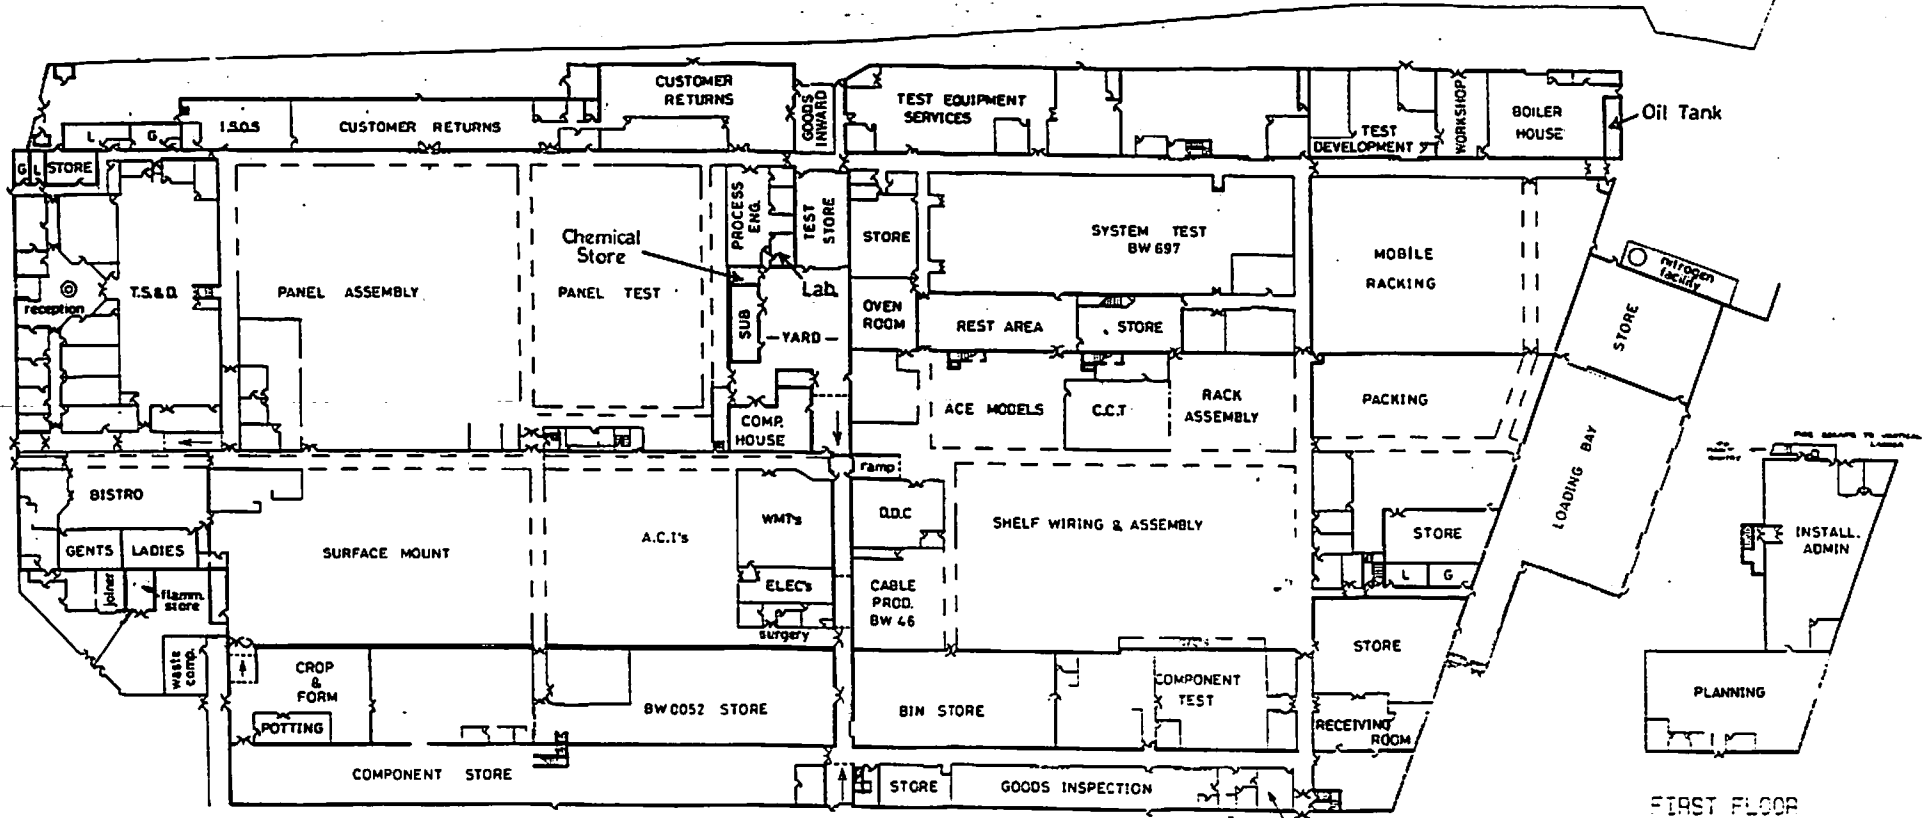 CUSTOMER
RETURNS
GOODS
INWARD
TEST EQUIPMENT
SERVICES
TEST
DEVELOPMENT
WORKSHOP
BOILER
HOUSE
Oil Tank
L
G
I.S.O.S
CUSTOMER RETURNS
G
L
STORE
PROCESS
ENG.
TEST
STORE
STORE
SYSTEM TEST
BW 697
MOBILE
RACKING
nitrogen
facility
Chemical
Store
reception
T.S.& D.
PANEL ASSEMBLY
PANEL TEST
Lab.
SUB
YARD
OVEN
ROOM
REST AREA
STORE
STORE
COMP.
HOUSE
ACE MODELS
C.C.T
RACK
ASSEMBLY
PACKING
LOADING BAY
ramp
BISTRO
GENTS
LADIES
SURFACE MOUNT
A.C.I's
WMT's
D.D.C
SHELF WIRING & ASSEMBLY
STORE
L
G
INSTALL.
ADMIN
joiner
flamm.
store
ELEC's
surgery
CABLE
PROD.
BW 46
STORE
waste
comp.
CROP
&
FORM
POTTING
BW 0052 STORE
BIN STORE
COMPONENT
TEST
RECEIVING
ROOM
PLANNING
COMPONENT STORE
STORE
GOODS INSPECTION
FIRST FLOOR